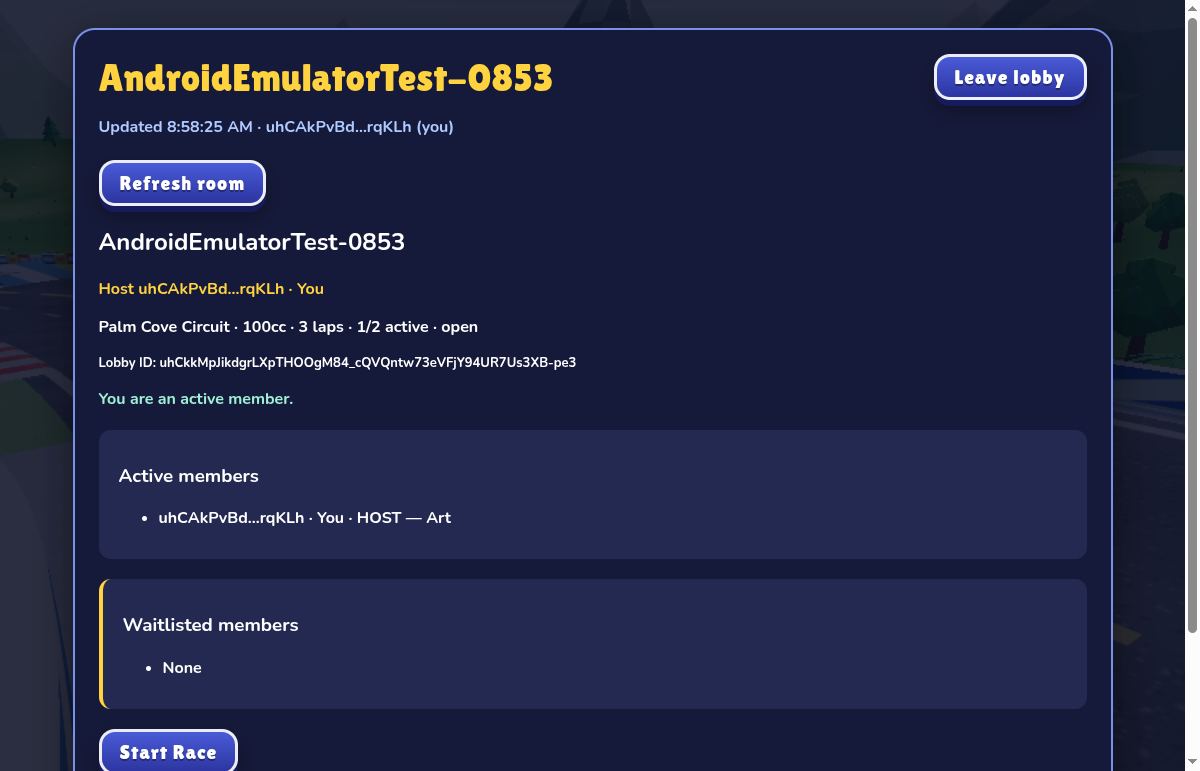 AndroidEmulatorTest-0853
Leave lobby
Updated 8:58:25 AM · uhCAkPvBd...rqKLh (you)
Refresh room
AndroidEmulatorTest-0853
Host uhCAkPvBd...rqKLh · You
Palm Cove Circuit · 100cc · 3 laps · 1/2 active · open
Lobby ID: uhCkkMpJikdgrLXpTHOOgM84_cQVQntw73eVFjY94UR7Us3XB-pe3
You are an active member.
Active members
• uhCAkPvBd...rqKLh · You · HOST — Art
Waitlisted members
• None
Start Race